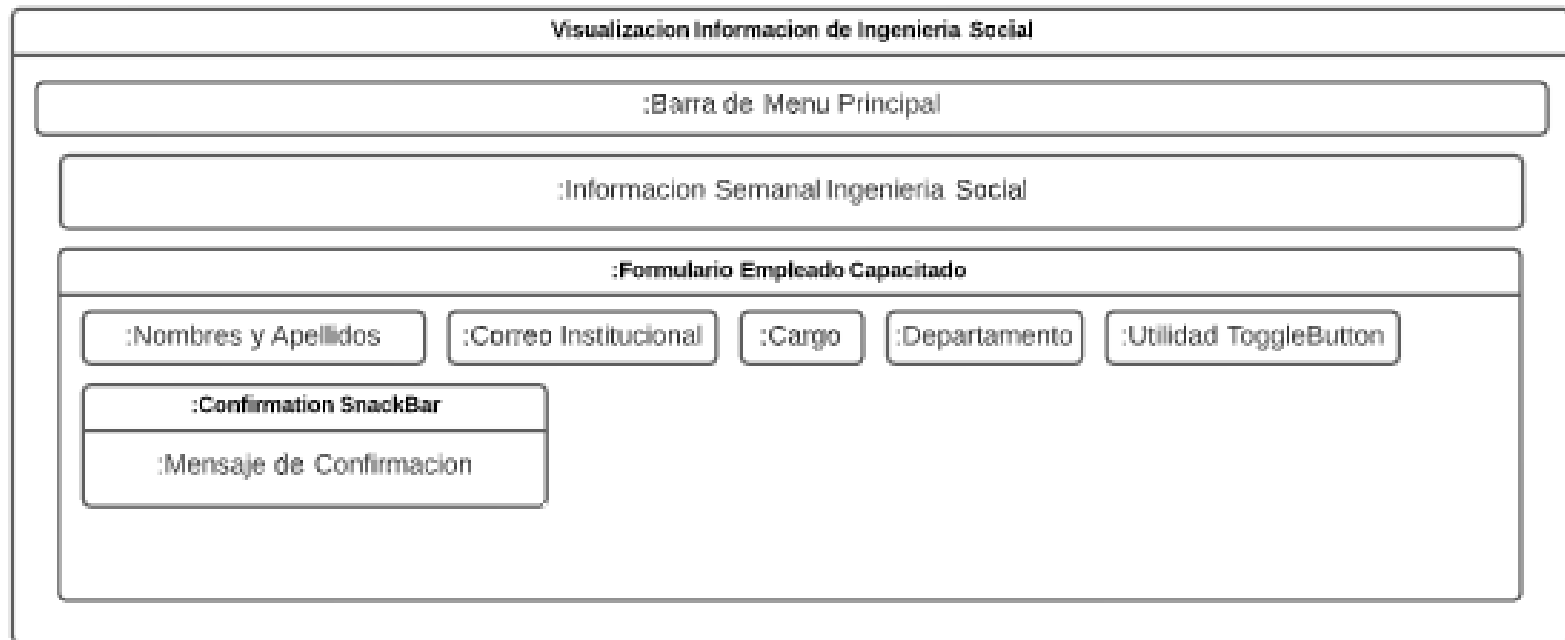 Visualizacion Informacion de Ingenieria Social
:Barra de Menu Principal
:Informacion Semanal Ingenieria Social
:Formulario Empleado Capacitado
:Nombres y Apellidos
:Correo Institucional
:Cargo
:Departamento
:Utilidad ToggleButton
:Confirmation SnackBar
:Mensaje de Confirmacion